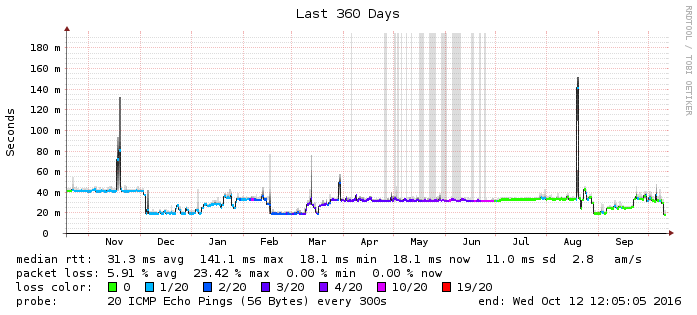 Last 360 Days
RRDTOOL / TOBI OETIKER
Seconds
180 m
160 m
140 m
120 m
100 m
80 m
60 m
40 m
20 m
0
Nov Dec Jan Feb Mar Apr May Jun Jul Aug Sep
median rtt: 31.3 ms avg 141.1 ms max 18.1 ms min 18.1 ms now 11.0 ms sd 2.8 am/s
packet loss: 5.91 % avg 23.42 % max 0.00 % min 0.00 % now
loss color: 0 1/20 2/20 3/20 4/20 10/20 19/20
probe: 20 ICMP Echo Pings (56 Bytes) every 300s end: Wed Oct 12 12:05:05 2016